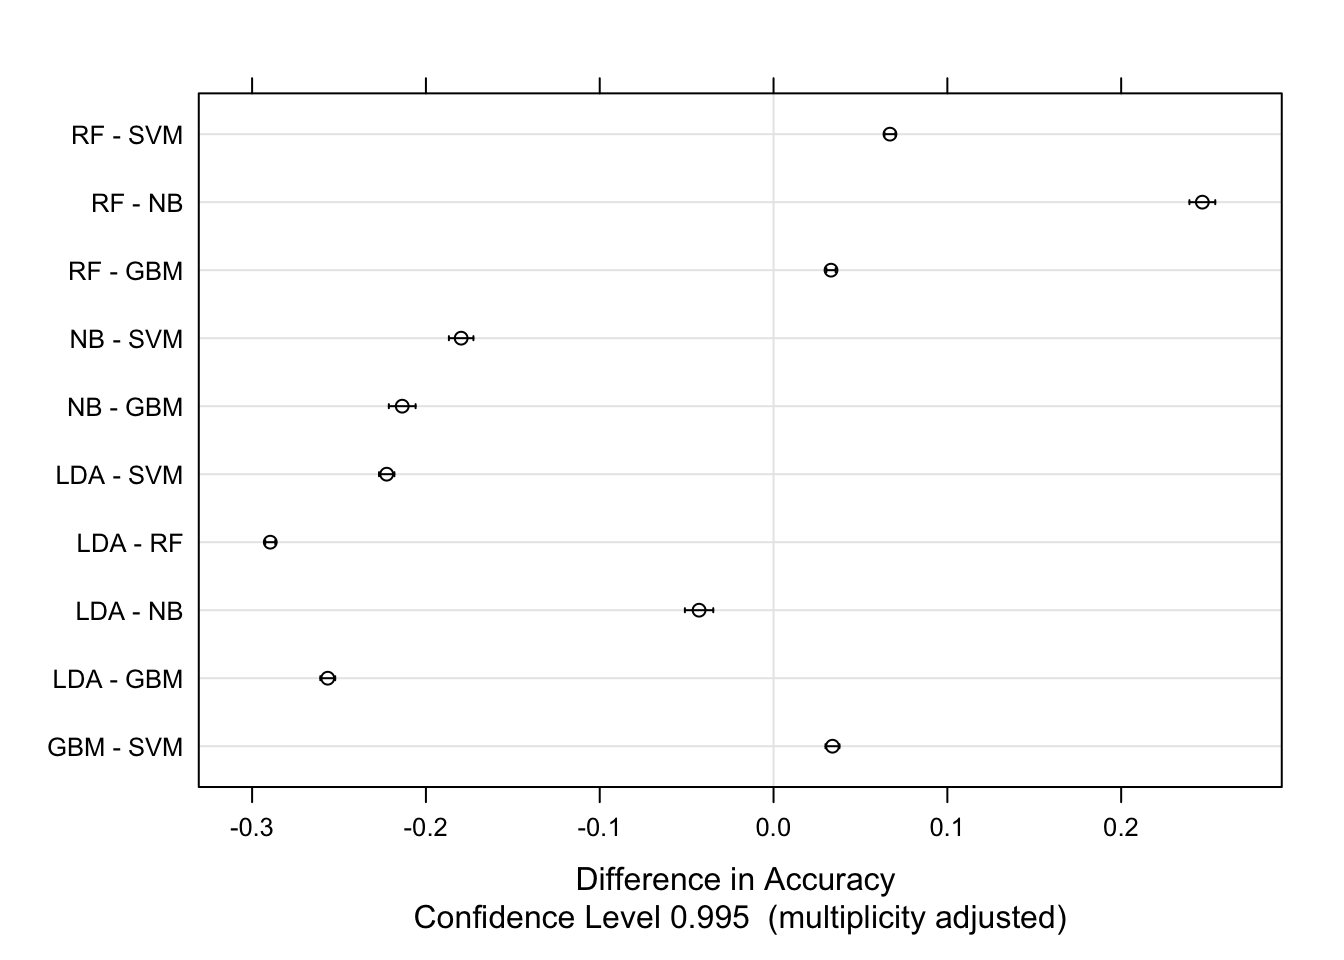 RF - SVM
RF - NB
RF - GBM
NB - SVM
NB - GBM
LDA - SVM
LDA - RF
LDA - NB
LDA - GBM
GBM - SVM
-0.3 -0.2 -0.1 0.0 0.1 0.2
Difference in Accuracy
Confidence Level 0.995  (multiplicity adjusted)